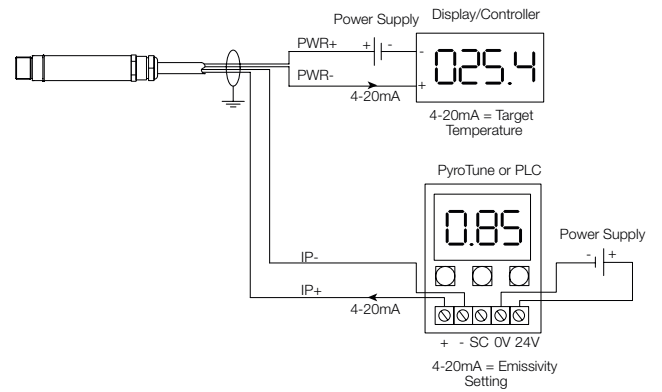 Power Supply
Display/Controller
PWR+
+ -
-
025.4
PWR-
+
4-20mA
4-20mA = Target
Temperature
PyroTune or PLC
0.85
Power Supply
- +
IP-
IP+
4-20mA
+ - SC 0V 24V
4-20mA = Emissivity
Setting